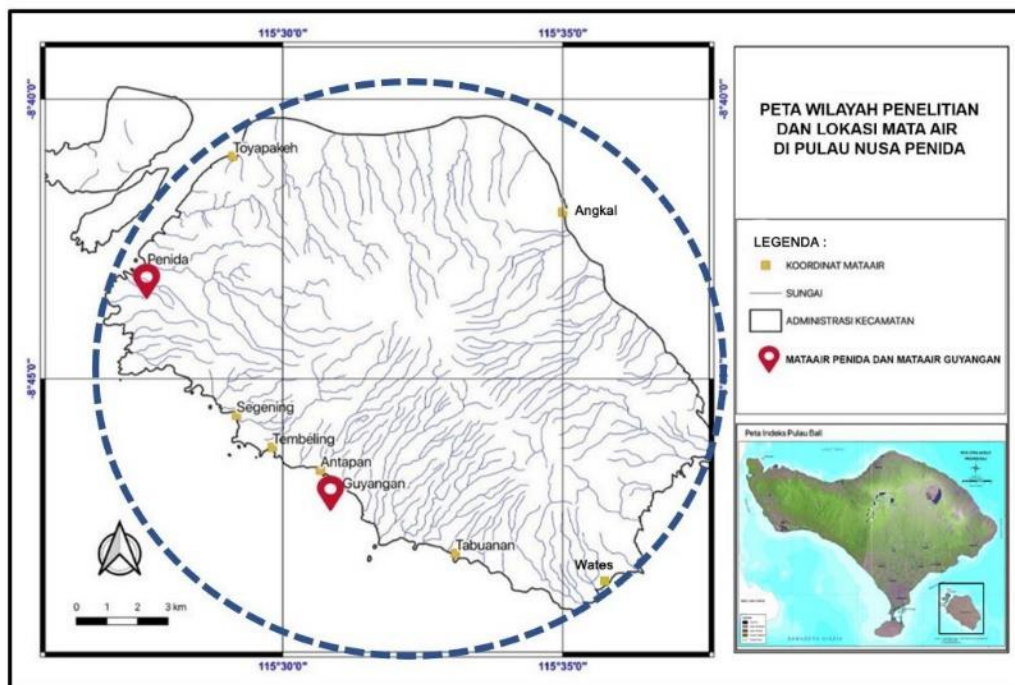 115°30'0"
115°35'0"
-8°40'0"
-8°40'0"
Toyapakeh
Angkal
Penida
-8°45'0"
Segening
Tembeling
Antapan
Guyangan
Tabuanan
Wates
0 1 2 3 km
115°30'0"
115°35'0"
PETA WILAYAH PENELITIAN
DAN LOKASI MATA AIR
DI PULAU NUSA PENIDA
LEGENDA :
KOORDINAT MATAAIR
SUNGAI
ADMINISTRASI KECAMATAN
MATAAIR PENIDA DAN MATAAIR GUYANGAN
Peta Indeks Pulau Bali